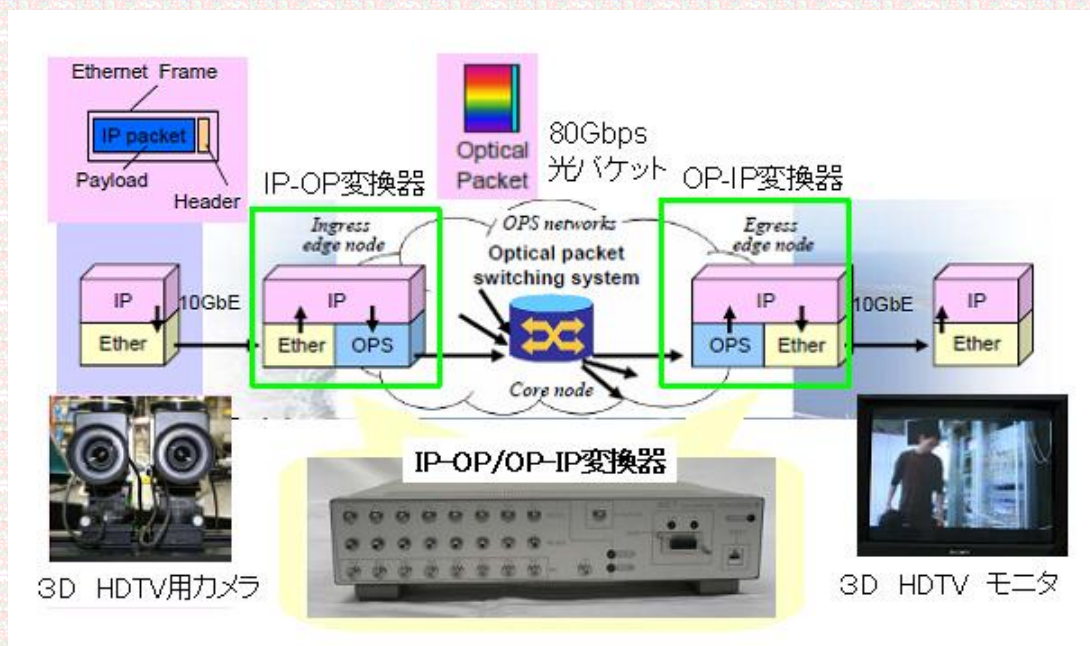 Ethernet Frame
IP packet
Payload
Header
Optical
Packet
80Gbps
光パケット
IP-OP変換器
OP-IP変換器
Ingress
edge node
OPS networks
Optical packet
switching system
Egress
edge node
IP
Ether
10GbE
IP
Ether
OPS
Core node
IP
OPS
Ether
10GbE
IP
Ether
IP-OP/OP-IP変換器
3D HDTV用カメラ
3D HDTV モニタ